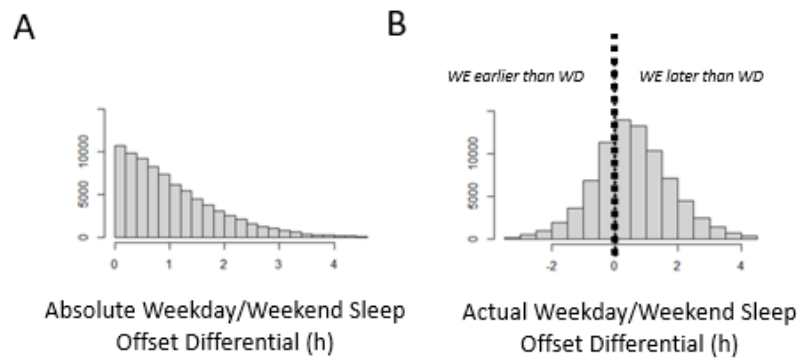 A
B
WE earlier than WD
WE later than WD
10000
5000
0
0 1 2 3 4
Absolute Weekday/Weekend Sleep
Offset Differential (h)
10000
5000
0
-2 0 2 4
Actual Weekday/Weekend Sleep
Offset Differential (h)